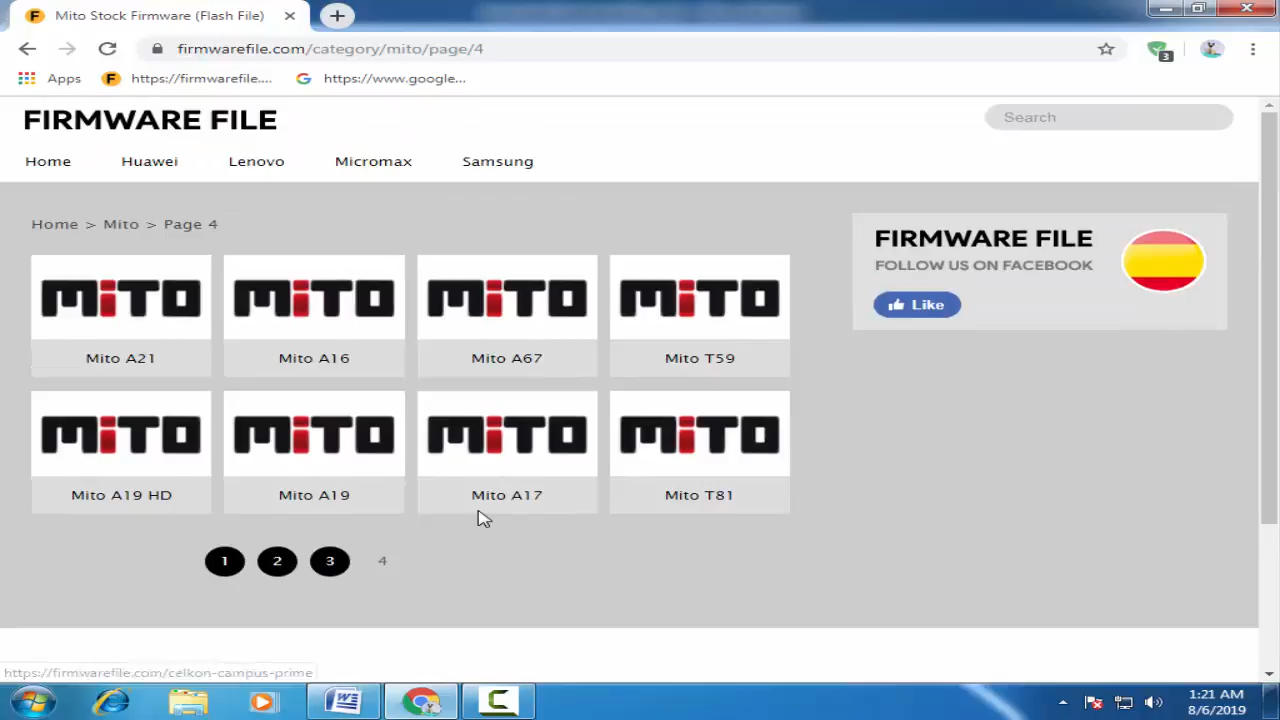 Mito Stock Firmware (Flash File)
firmwarefile.com/category/mito/page/4
3
Apps
https://firmwarefile....
https://www.google...
FIRMWARE FILE
Search
Home
Huawei
Lenovo
Micromax
Samsung
Home > Mito > Page 4
MiTO MiTO MiTO MiTO
Mito A21
Mito A16
Mito A67
Mito T59
MiTO MiTO MiTO MiTO
Mito A19 HD
Mito A19
Mito A17
Mito T81
1 2 3 4
FIRMWARE FILE
FOLLOW US ON FACEBOOK
Like
https://firmwarefile.com/celkon-campus-prime
1:21 AM
8/6/2019